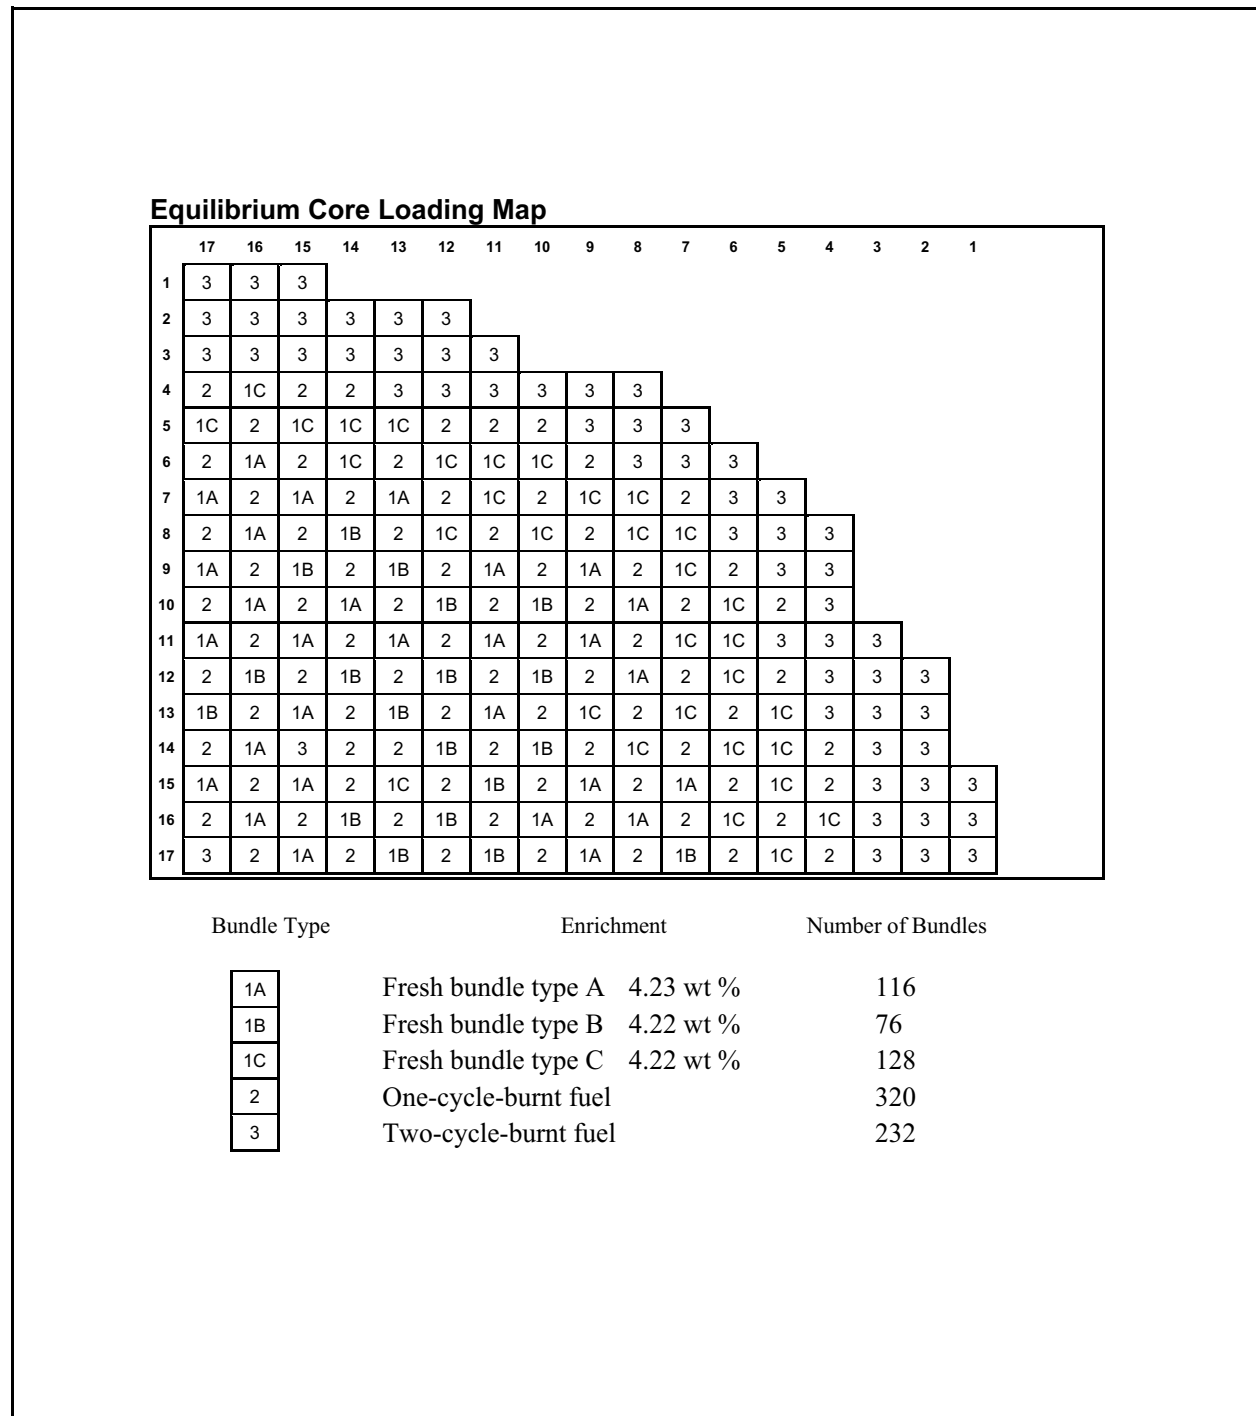 Equilibrium Core Loading Map
17 16 15 14 13 12 11 10 9 8 7 6 5 4 3 2 1
1 3 3 3
2 3 3 3 3 3 3
3 3 3 3 3 3 3 3
4 2 1C 2 2 3 3 3 3 3 3
5 1C 2 1C 1C 1C 2 2 2 3 3 3
6 2 1A 2 1C 2 1C 1C 1C 2 3 3 3
7 1A 2 1A 2 1A 2 1C 2 1C 1C 2 3 3
8 2 1A 2 1B 2 1C 2 1C 2 1C 1C 3 3 3
9 1A 2 1B 2 1B 2 1A 2 1A 2 1C 2 3 3
10 2 1A 2 1A 2 1B 2 1B 2 1A 2 1C 2 3
11 1A 2 1A 2 1A 2 1A 2 1A 2 1C 1C 3 3 3
12 2 1B 2 1B 2 1B 2 1B 2 1A 2 1C 2 3 3 3
13 1B 2 1A 2 1B 2 1A 2 1C 2 1C 2 1C 3 3 3
14 2 1A 3 2 2 1B 2 1B 2 1C 2 1C 1C 2 3 3
15 1A 2 1A 2 1C 2 1B 2 1A 2 1A 2 1C 2 3 3 3
16 2 1A 2 1B 2 1B 2 1A 2 1A 2 1C 2 1C 3 3 3
17 3 2 1A 2 1B 2 1B 2 1A 2 1B 2 1C 2 3 3 3
Bundle Type Enrichment Number of Bundles
1A Fresh bundle type A 4.23 wt % 116
1B Fresh bundle type B 4.22 wt % 76
1C Fresh bundle type C 4.22 wt % 128
2 One-cycle-burnt fuel 320
3 Two-cycle-burnt fuel 232